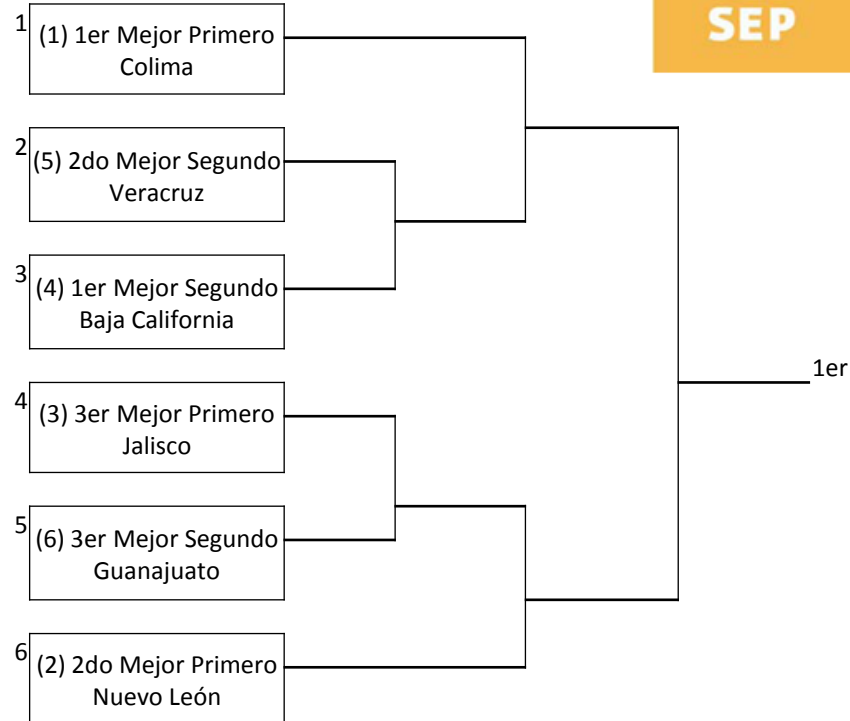 SEP
1
(1) 1er Mejor Primero
Colima
2
(5) 2do Mejor Segundo
Veracruz
3
(4) 1er Mejor Segundo
Baja California
1er
4
(3) 3er Mejor Primero
Jalisco
5
(6) 3er Mejor Segundo
Guanajuato
6
(2) 2do Mejor Primero
Nuevo León